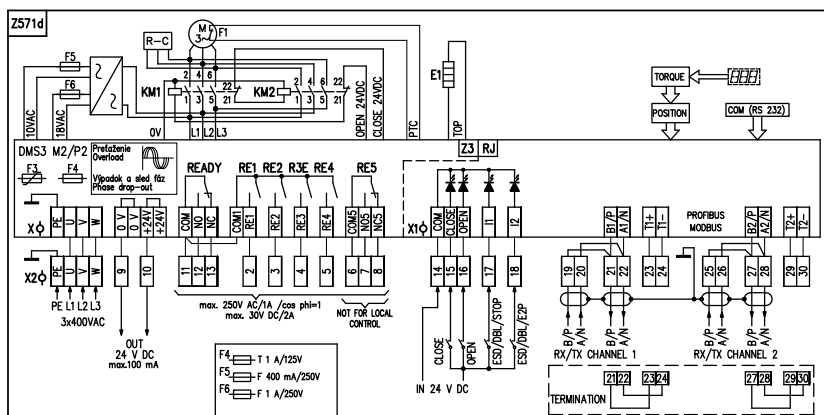 Z571d
M
3~
F1
R-C
F5
F6
2 4 6
22
KM1
1 3 5
21
2 4 6
22
KM2
1 3 5
21
E1
10VAC
18VAC
0V
L1 L2 L3
OPEN 24VDC
CLOSE 24VDC
PTC
TOP
TORQUE
POSITION
COM (RS 232)
Z3 RJ
DMS3 M2/P2
F3
F4
Preťaženie
Overload
Výpadok a sled fáz
Phase drop-out
READY
RE1
RE2
R3E
RE4
RE5
X
PE
U
V
W
0 V
0 V
+24V
+24V
COM
NO
NC
COM1
RE1
RE2
RE3
RE4
COM5
NO5
NC5
X1
COM
CLOSE
OPEN
I1
I2
B1/P
A1/N
T1+
T1-
PROFIBUS
MODBUS
B2/P
A2/N
T2+
T2-
X2
PE
U
V
W
9
10
11
12
13
2
3
4
5
6
7
8
14
15
16
17
18
19
20
21
22
23
24
25
26
27
28
29
30
PE L1 L2 L3
3x400VAC
OUT
24 V DC
max.100 mA
max. 250V AC/1A /cos phi=1
max. 30V DC/2A
NOT FOR LOCAL
CONTROL
F4 T 1 A/125V
F5 F 400 mA/250V
F6 F 1 A/250V
IN 24 V DC
CLOSE
OPEN
ESD/DBL/STOP
ESD/DBL/E2P
B/P
A/N
B/P
A/N
RX/TX CHANNEL 1
B/P
A/N
B/P
A/N
RX/TX CHANNEL 2
TERMINATION
21 22 23 24
27 28 29 30